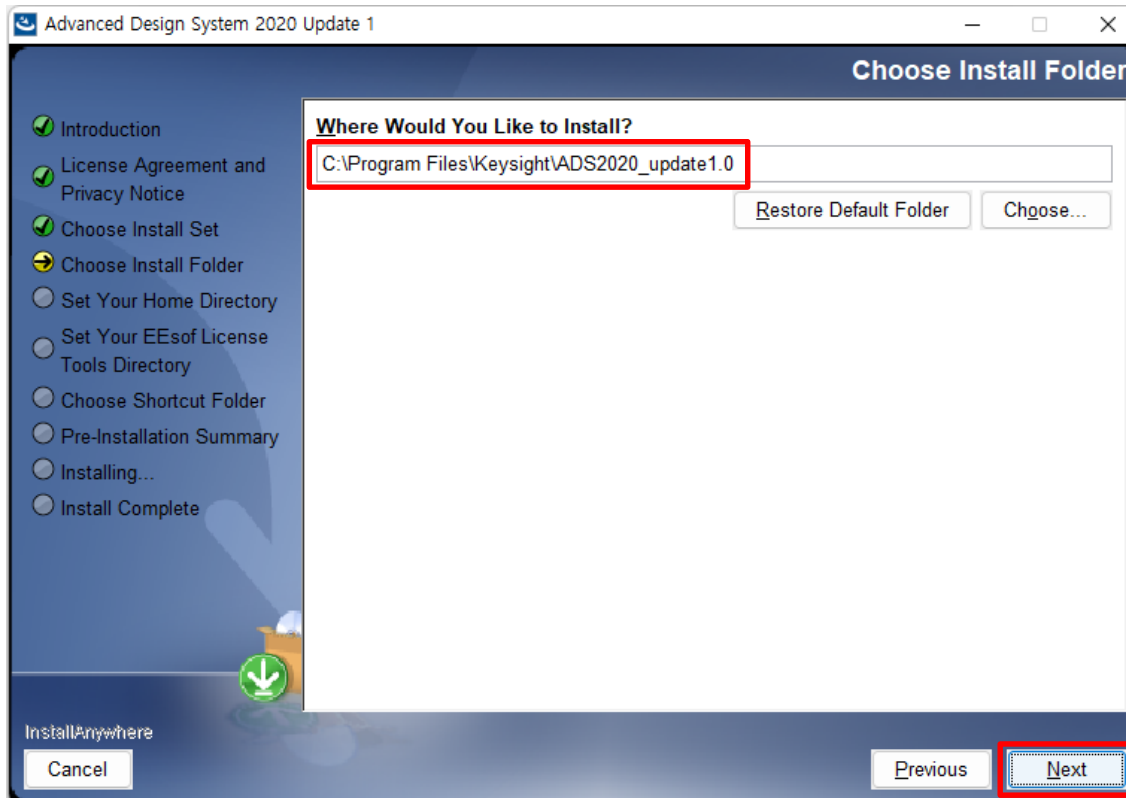 Advanced Design System 2020 Update 1
Choose Install Folder
Introduction
License Agreement and
Privacy Notice
Choose Install Set
Choose Install Folder
Set Your Home Directory
Set Your EEsof License
Tools Directory
Choose Shortcut Folder
Pre-Installation Summary
Installing...
Install Complete
Where Would You Like to Install?
C:\Program Files\Keysight\ADS2020_update1.0
Restore Default Folder
Choose...
InstallAnywhere
Cancel
Previous
Next